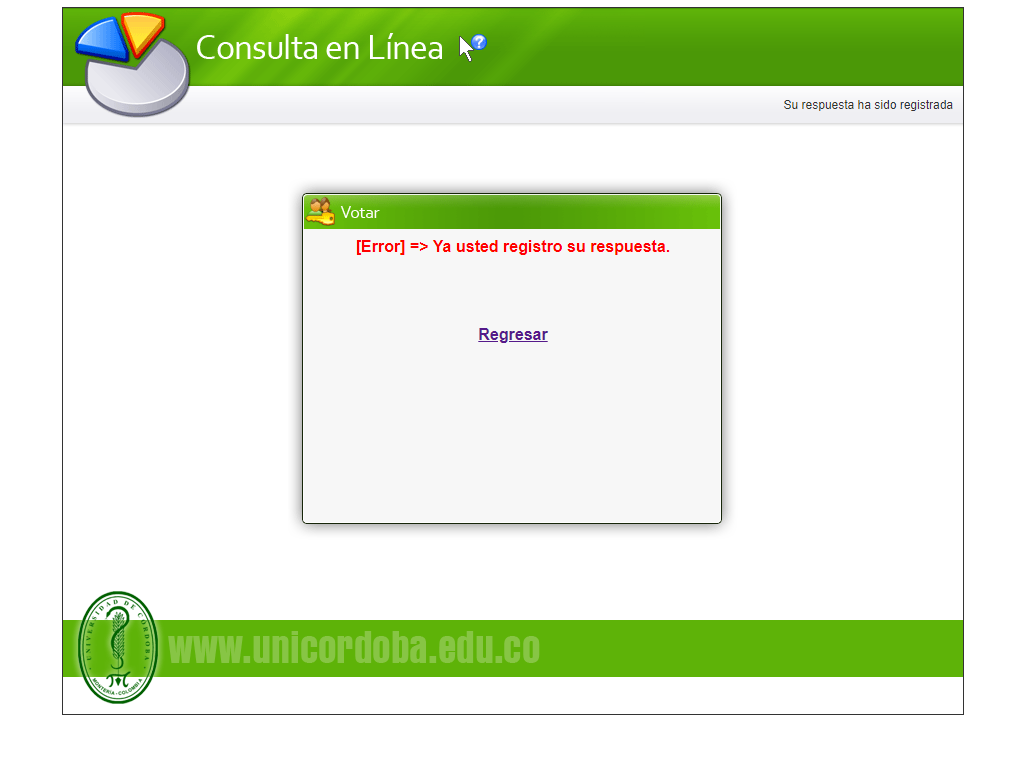 Consulta en Línea
Su respuesta ha sido registrada
Votar
[Error] => Ya usted registro su respuesta.
Regresar
UNIVERSIDAD DE CORDOBA
MONTERIA - COLOMBIA
www.unicordoba.edu.co